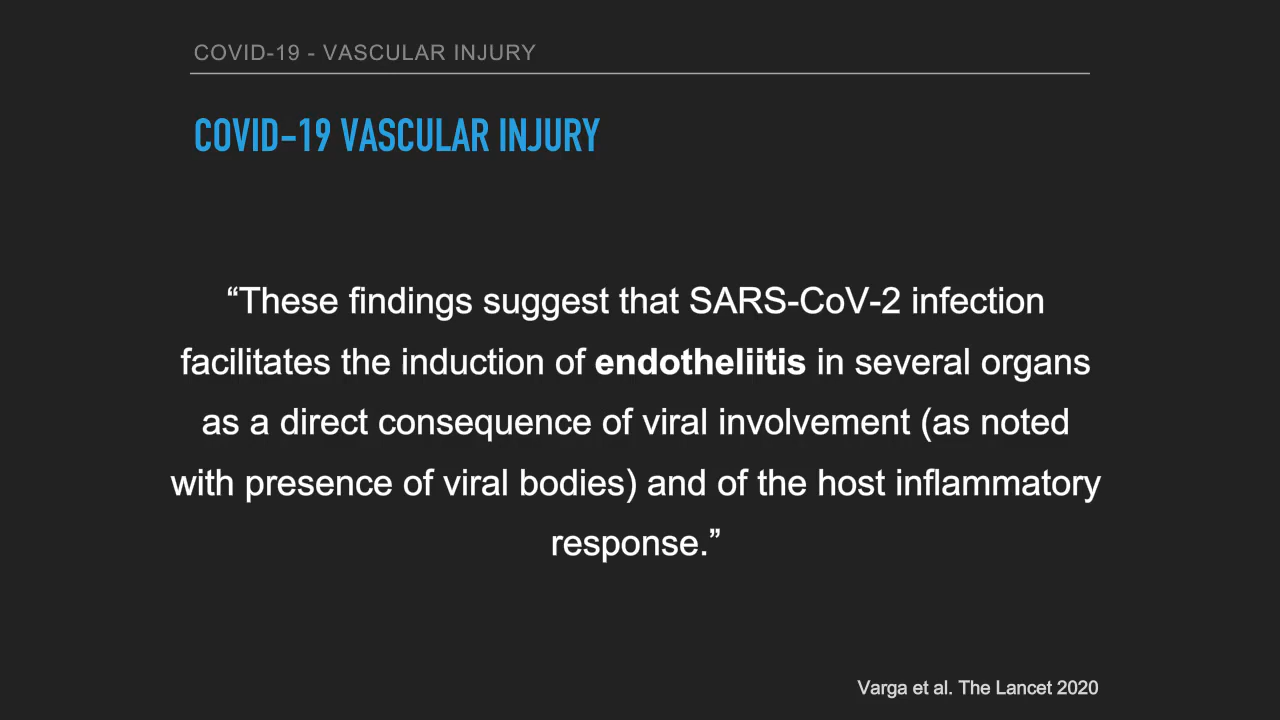 COVID-19 - VASCULAR INJURY
COVID-19 VASCULAR INJURY
“These findings suggest that SARS-CoV-2 infection
facilitates the induction of endotheliitis in several organs
as a direct consequence of viral involvement (as noted
with presence of viral bodies) and of the host inflammatory
response.”
Varga et al. The Lancet 2020